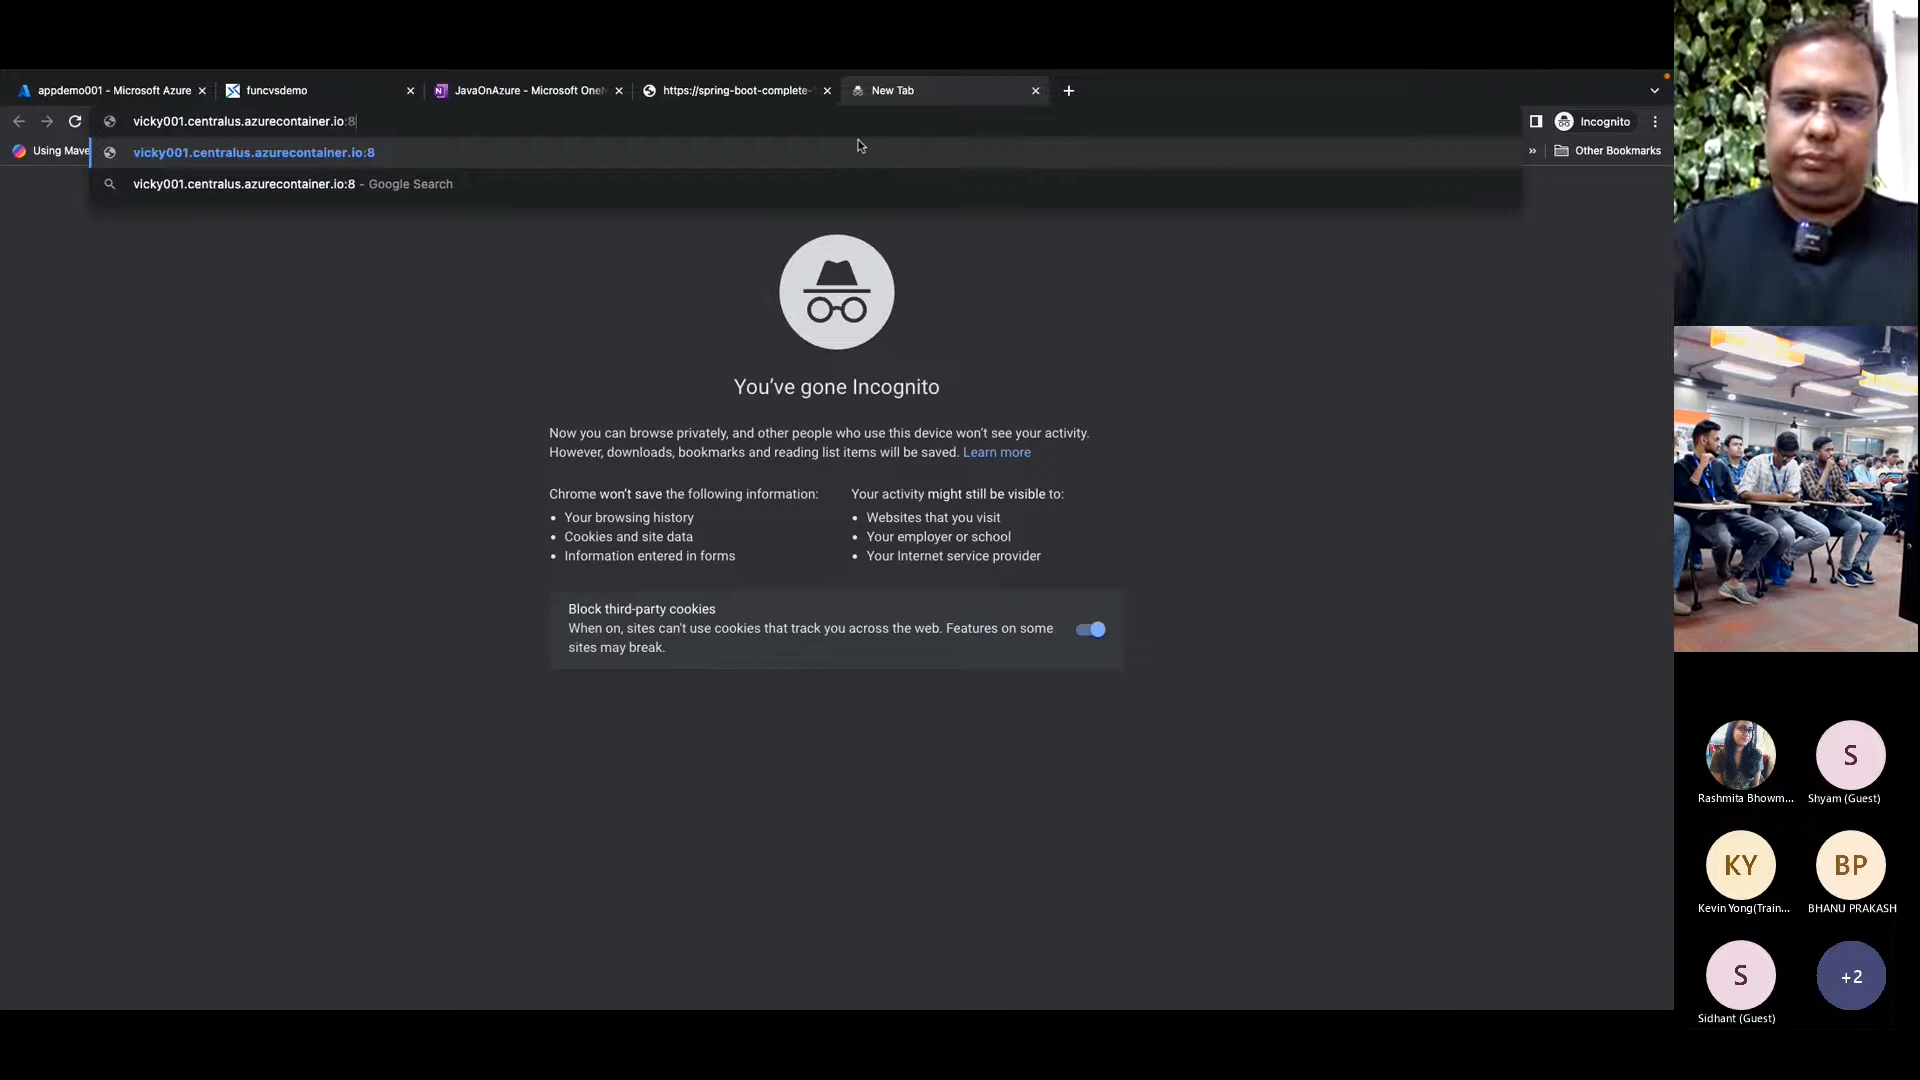 appdemo001 - Microsoft Azure
funcvsdemo
JavaOnAzure - Microsoft OneN
https://spring-boot-complete-
New Tab
vicky001.centralus.azurecontainer.io:8
Incognito
Using Mave
vicky001.centralus.azurecontainer.io:8
Other Bookmarks
vicky001.centralus.azurecontainer.io:8 - Google Search
You've gone Incognito
Now you can browse privately, and other people who use this device won't see your activity.
However, downloads, bookmarks and reading list items will be saved. Learn more
Chrome won't save the following information:
Your browsing history
Cookies and site data
Information entered in forms
Your activity might still be visible to:
Websites that you visit
Your employer or school
Your Internet service provider
Block third-party cookies
When on, sites can't use cookies that track you across the web. Features on some
sites may break.
S
Rashmita Bhowm...
Shyam (Guest)
KY
BP
Kevin Yong(Train...
BHANU PRAKASH
S
+2
Sidhant (Guest)